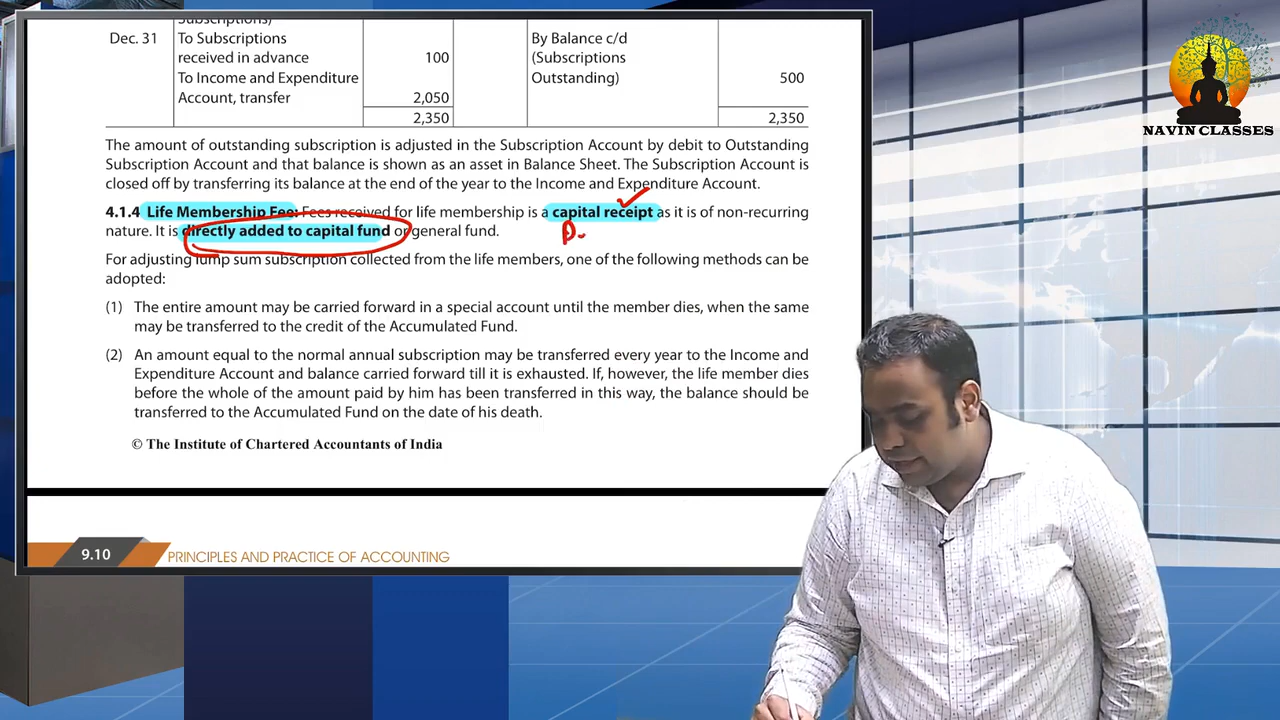 Subscriptions)
Dec. 31 To Subscriptions By Balance c/d
received in advance 100 (Subscriptions
To Income and Expenditure Outstanding) 500
Account, transfer 2,050
2,350 2,350
The amount of outstanding subscription is adjusted in the Subscription Account by debit to Outstanding
Subscription Account and that balance is shown as an asset in Balance Sheet. The Subscription Account is
closed off by transferring its balance at the end of the year to the Income and Expenditure Account.
4.1.4 Life Membership Fee: Fees received for life membership is a capital receipt as it is of non-recurring
nature. It is directly added to capital fund or general fund.
B.
For adjusting lump sum subscription collected from the life members, one of the following methods can be
adopted:
(1) The entire amount may be carried forward in a special account until the member dies, when the same
may be transferred to the credit of the Accumulated Fund.
(2) An amount equal to the normal annual subscription may be transferred every year to the Income and
Expenditure Account and balance carried forward till it is exhausted. If, however, the life member dies
before the whole of the amount paid by him has been transferred in this way, the balance should be
transferred to the Accumulated Fund on the date of his death.
© The Institute of Chartered Accountants of India
9.10 PRINCIPLES AND PRACTICE OF ACCOUNTING
NAVIN CLASSES